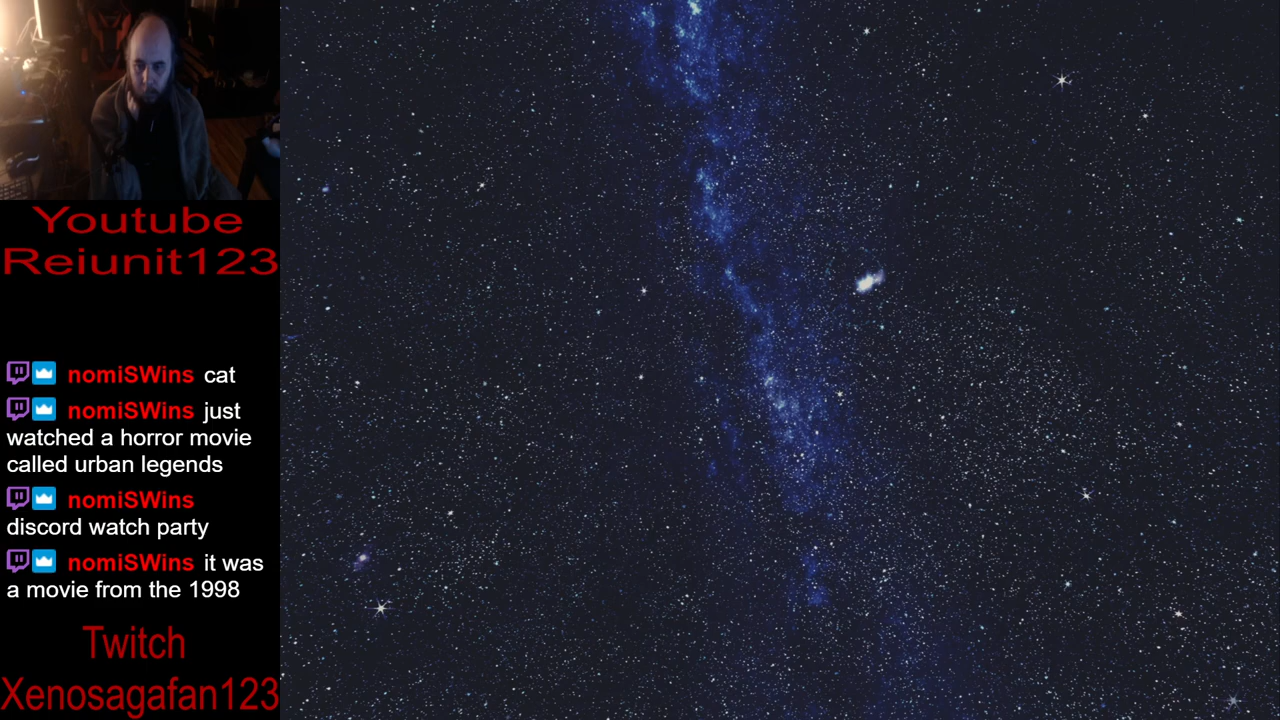 Youtube
Reiunit123
nomiSWins cat
nomiSWins just
watched a horror movie
called urban legends
nomiSWins
discord watch party
nomiSWins it was
a movie from the 1998
Twitch
Xenosagafan123